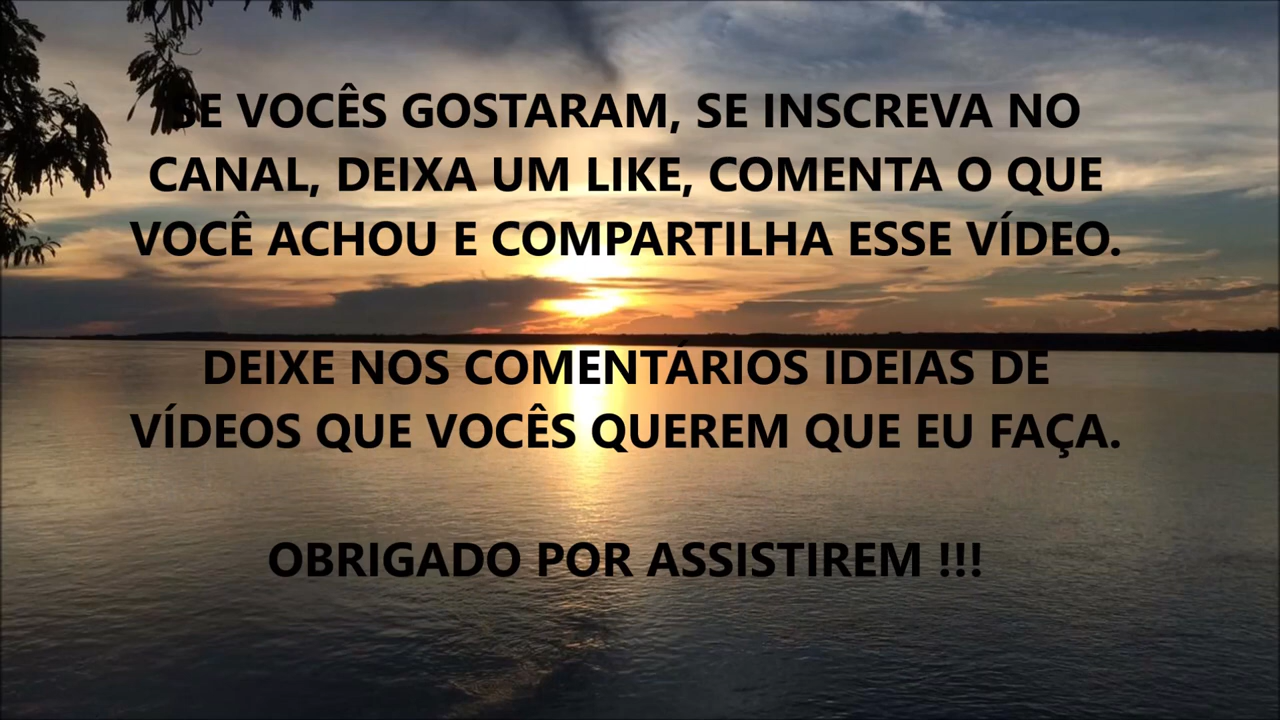 SE VOCÊS GOSTARAM, SE INSCREVA NO
CANAL, DEIXA UM LIKE, COMENTA O QUE
VOCÊ ACHOU E COMPARTILHA ESSE VÍDEO.
DEIXE NOS COMENTÁRIOS IDEIAS DE
VÍDEOS QUE VOCÊS QUEREM QUE EU FAÇA.
OBRIGADO POR ASSISTIREM !!!